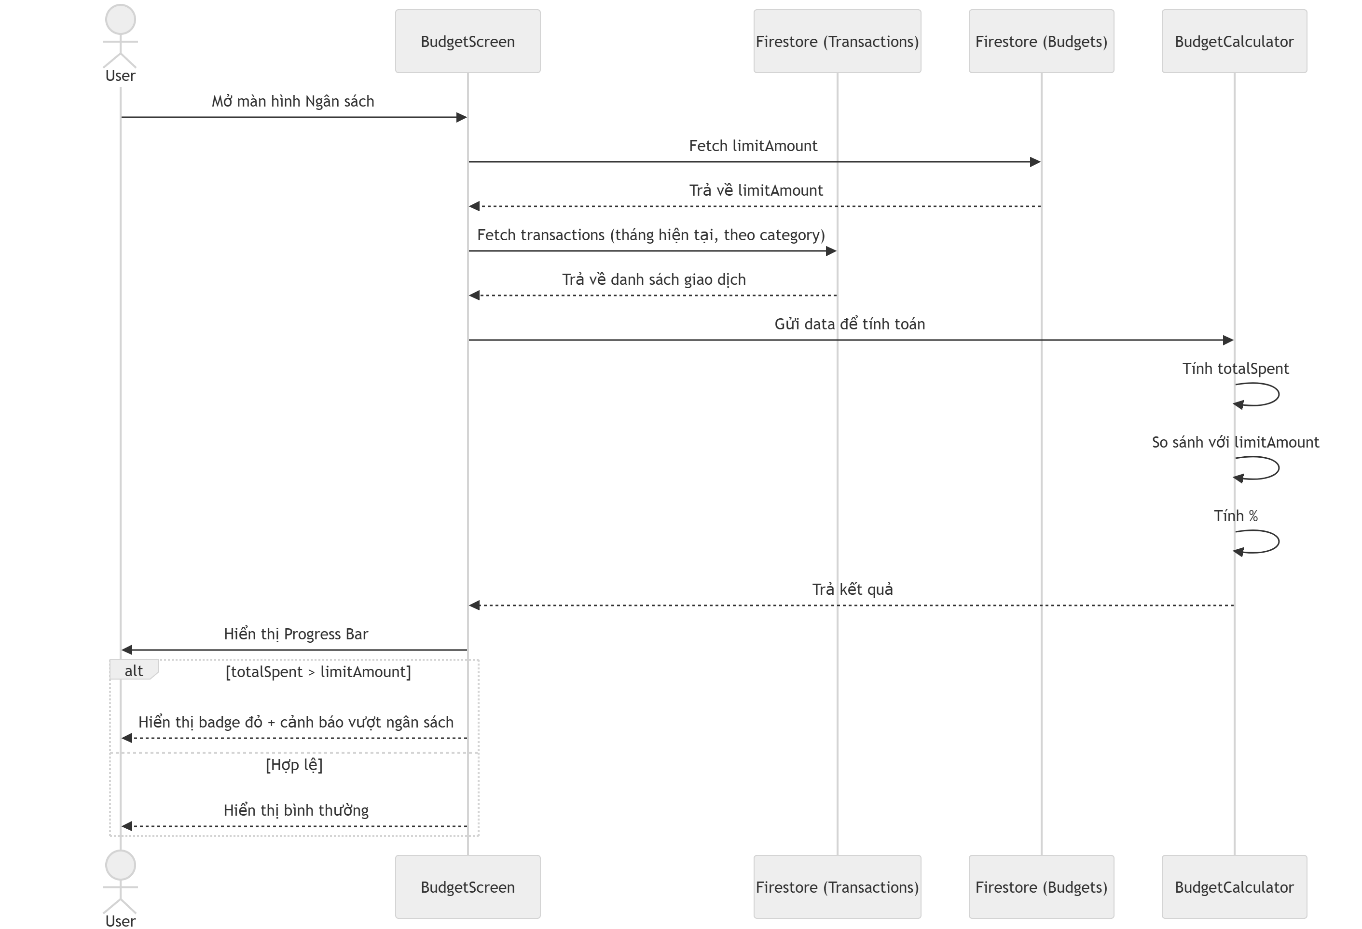 User
BudgetScreen
Firestore (Transactions)
Firestore (Budgets)
BudgetCalculator
Mở màn hình Ngân sách
Fetch limitAmount
Trả về limitAmount
Fetch transactions (tháng hiện tại, theo category)
Trả về danh sách giao dịch
Gửi data để tính toán
Tính totalSpent
So sánh với limitAmount
Tính %
Trả kết quả
Hiển thị Progress Bar
alt
[totalSpent > limitAmount]
Hiển thị badge đỏ + cảnh báo vượt ngân sách
[Hợp lệ]
Hiển thị bình thường
User
BudgetScreen
Firestore (Transactions)
Firestore (Budgets)
BudgetCalculator